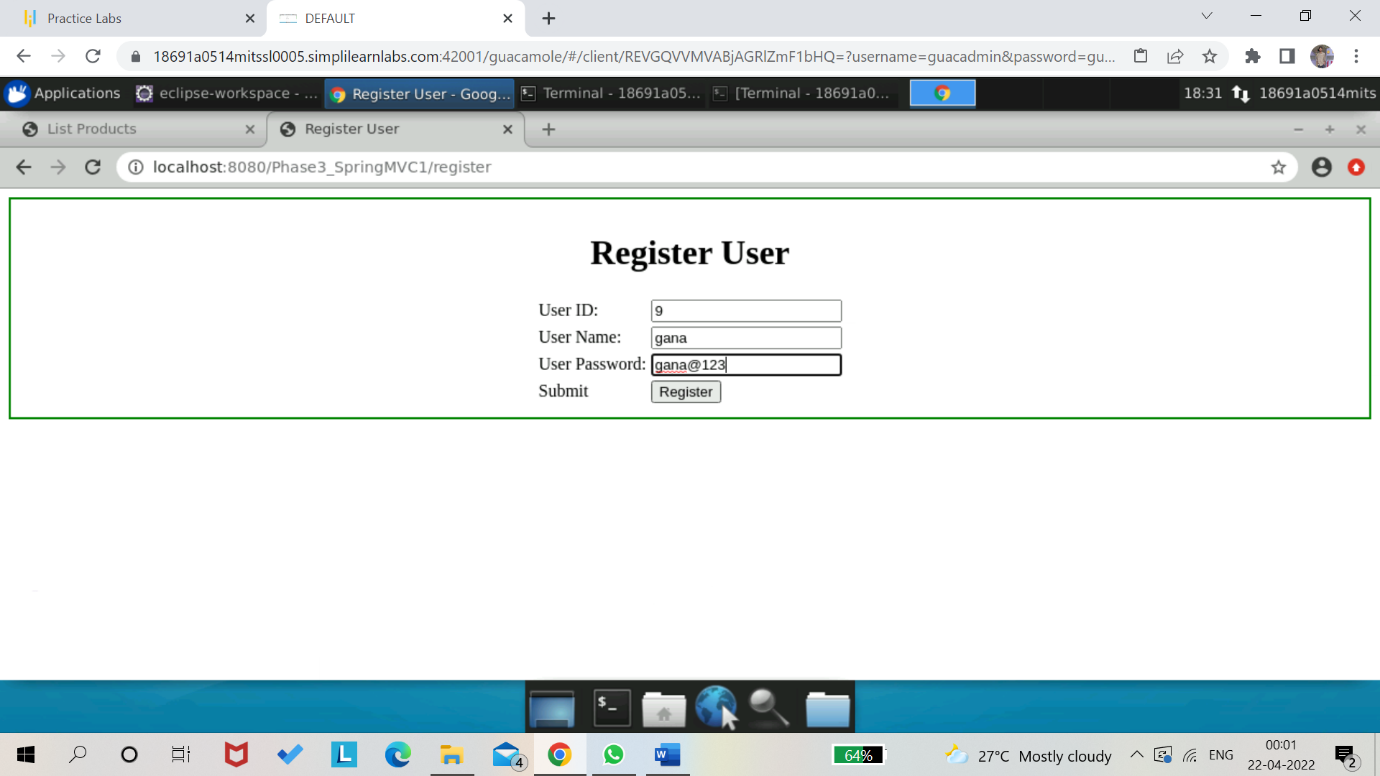 Practice Labs
DEFAULT
18691a0514mitssl0005.simplilearnlabs.com:42001/guacamole/#/client/REVGQVVMVABjAGRlZmF1bHQ=?username=guacadmin&password=gu...
Applications
eclipse-workspace - ...
Register User - Goog...
Terminal - 18691a05...
[Terminal - 18691a0...
18:31
18691a0514mits
List Products
Register User
localhost:8080/Phase3_SpringMVC1/register
Register User
User ID: 9
User Name: gana
User Password: gana@123
Submit Register
$_
L
4
W
64%
27°C Mostly cloudy
ENG
00:01
22-04-2022
2